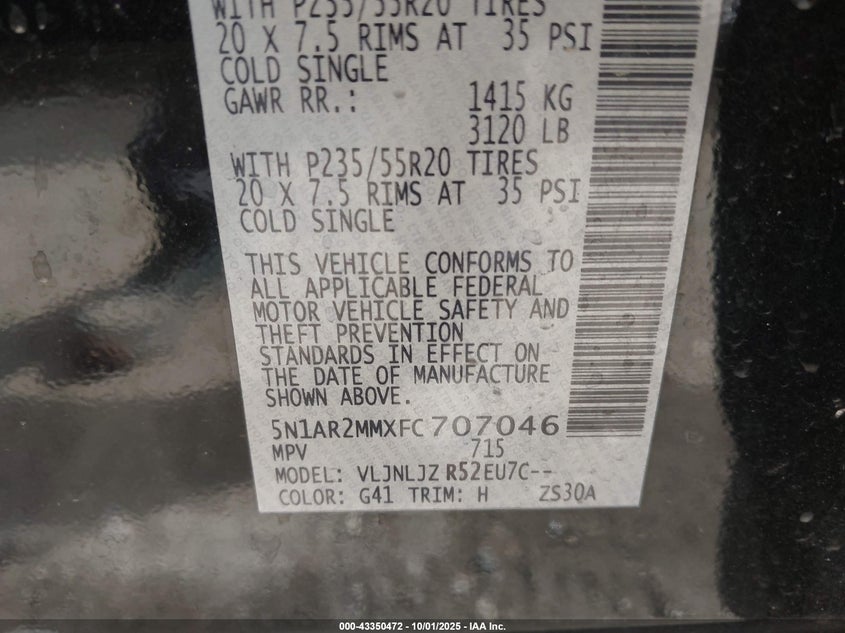 WITH P235/55R20 TIRES
20 X 7.5 RIMS AT 35 PSI
COLD SINGLE
GAWR RR.: 1415 KG
3120 LB
WITH P235/55R20 TIRES
20 X 7.5 RIMS AT 35 PSI
COLD SINGLE
THIS VEHICLE CONFORMS TO
ALL APPLICABLE FEDERAL
MOTOR VEHICLE SAFETY AND
THEFT PREVENTION
STANDARDS IN EFFECT ON
THE DATE OF MANUFACTURE
SHOWN ABOVE.
5N1AR2MMXFC707046
MPV 715
MODEL: VLJNLJZ R52EU7C--
COLOR: G41 TRIM: H ZS30A
000-43350472 - 10/01/2025 - IAA Inc.